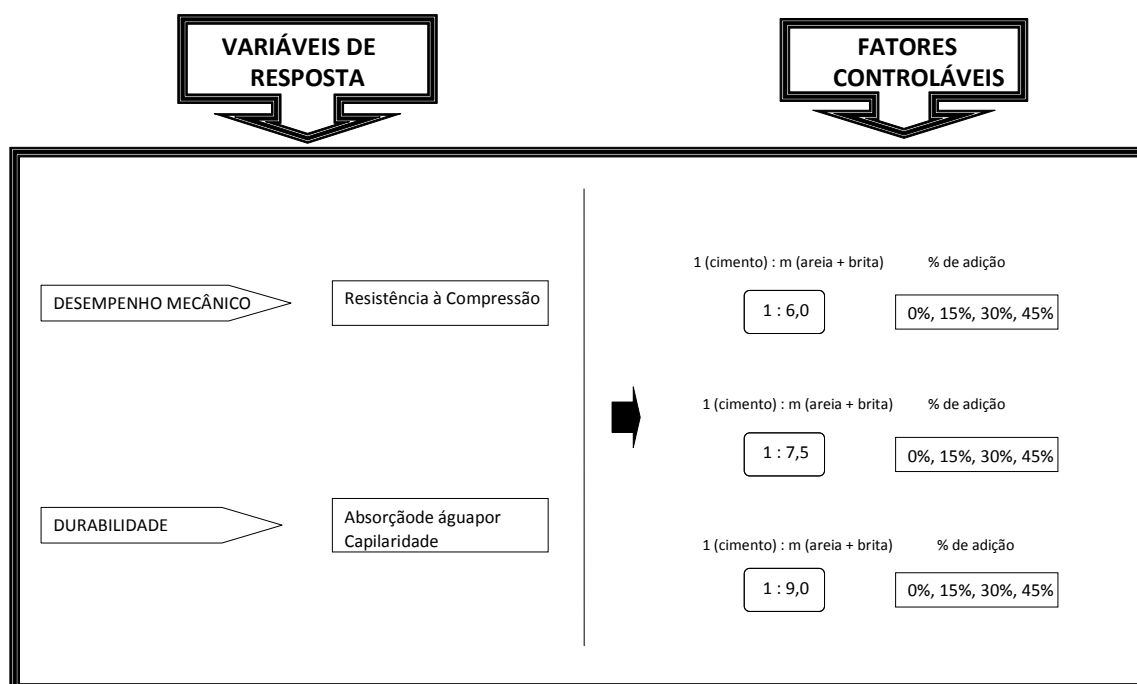 VARIÁVEIS DE
RESPOSTA
FATORES
CONTROLÁVEIS
DESEMPENHO MECÂNICO
Resistência à Compressão
DURABILIDADE
Absorçãode águapor
Capilaridade
1 (cimento) : m (areia + brita) % de adição
1 : 6,0 0%, 15%, 30%, 45%
1 (cimento) : m (areia + brita) % de adição
1 : 7,5 0%, 15%, 30%, 45%
1 (cimento) : m (areia + brita) % de adição
1 : 9,0 0%, 15%, 30%, 45%